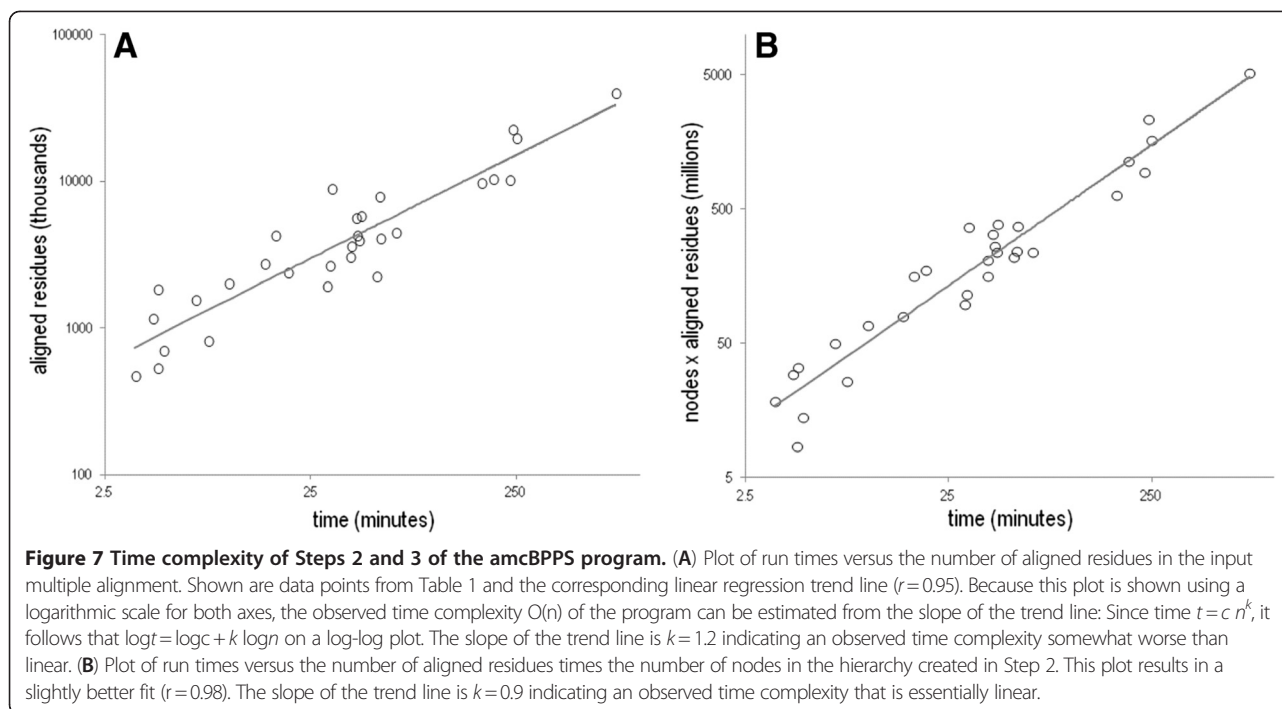 A
B
100000
10000
1000
100
aligned residues (thousands)
2.5
25
250
time (minutes)
5000
500
50
5
nodes x aligned residues (millions)
2.5
25
250
time (minutes)
Figure 7 Time complexity of Steps 2 and 3 of the amcBPPS program. (A) Plot of run times versus the number of aligned residues in the input
multiple alignment. Shown are data points from Table 1 and the corresponding linear regression trend line (r = 0.95). Because this plot is shown using a
logarithmic scale for both axes, the observed time complexity O(n) of the program can be estimated from the slope of the trend line: Since time t = c n^k, it
follows that logt = logc + k logn on a log-log plot. The slope of the trend line is k = 1.2 indicating an observed time complexity somewhat worse than
linear. (B) Plot of run times versus the number of aligned residues times the number of nodes in the hierarchy created in Step 2. This plot results in a
slightly better fit (r = 0.98). The slope of the trend line is k = 0.9 indicating an observed time complexity that is essentially linear.